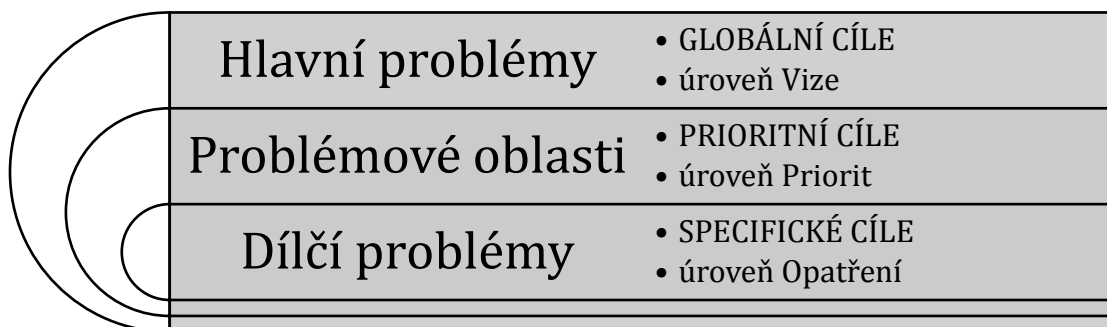 Hlavní problémy
• GLOBÁLNÍ CÍLE
• úroveň Vize
Problémové oblasti
• PRIORITNÍ CÍLE
• úroveň Priorit
Dílčí problémy
• SPECIFICKÉ CÍLE
• úroveň Opatření